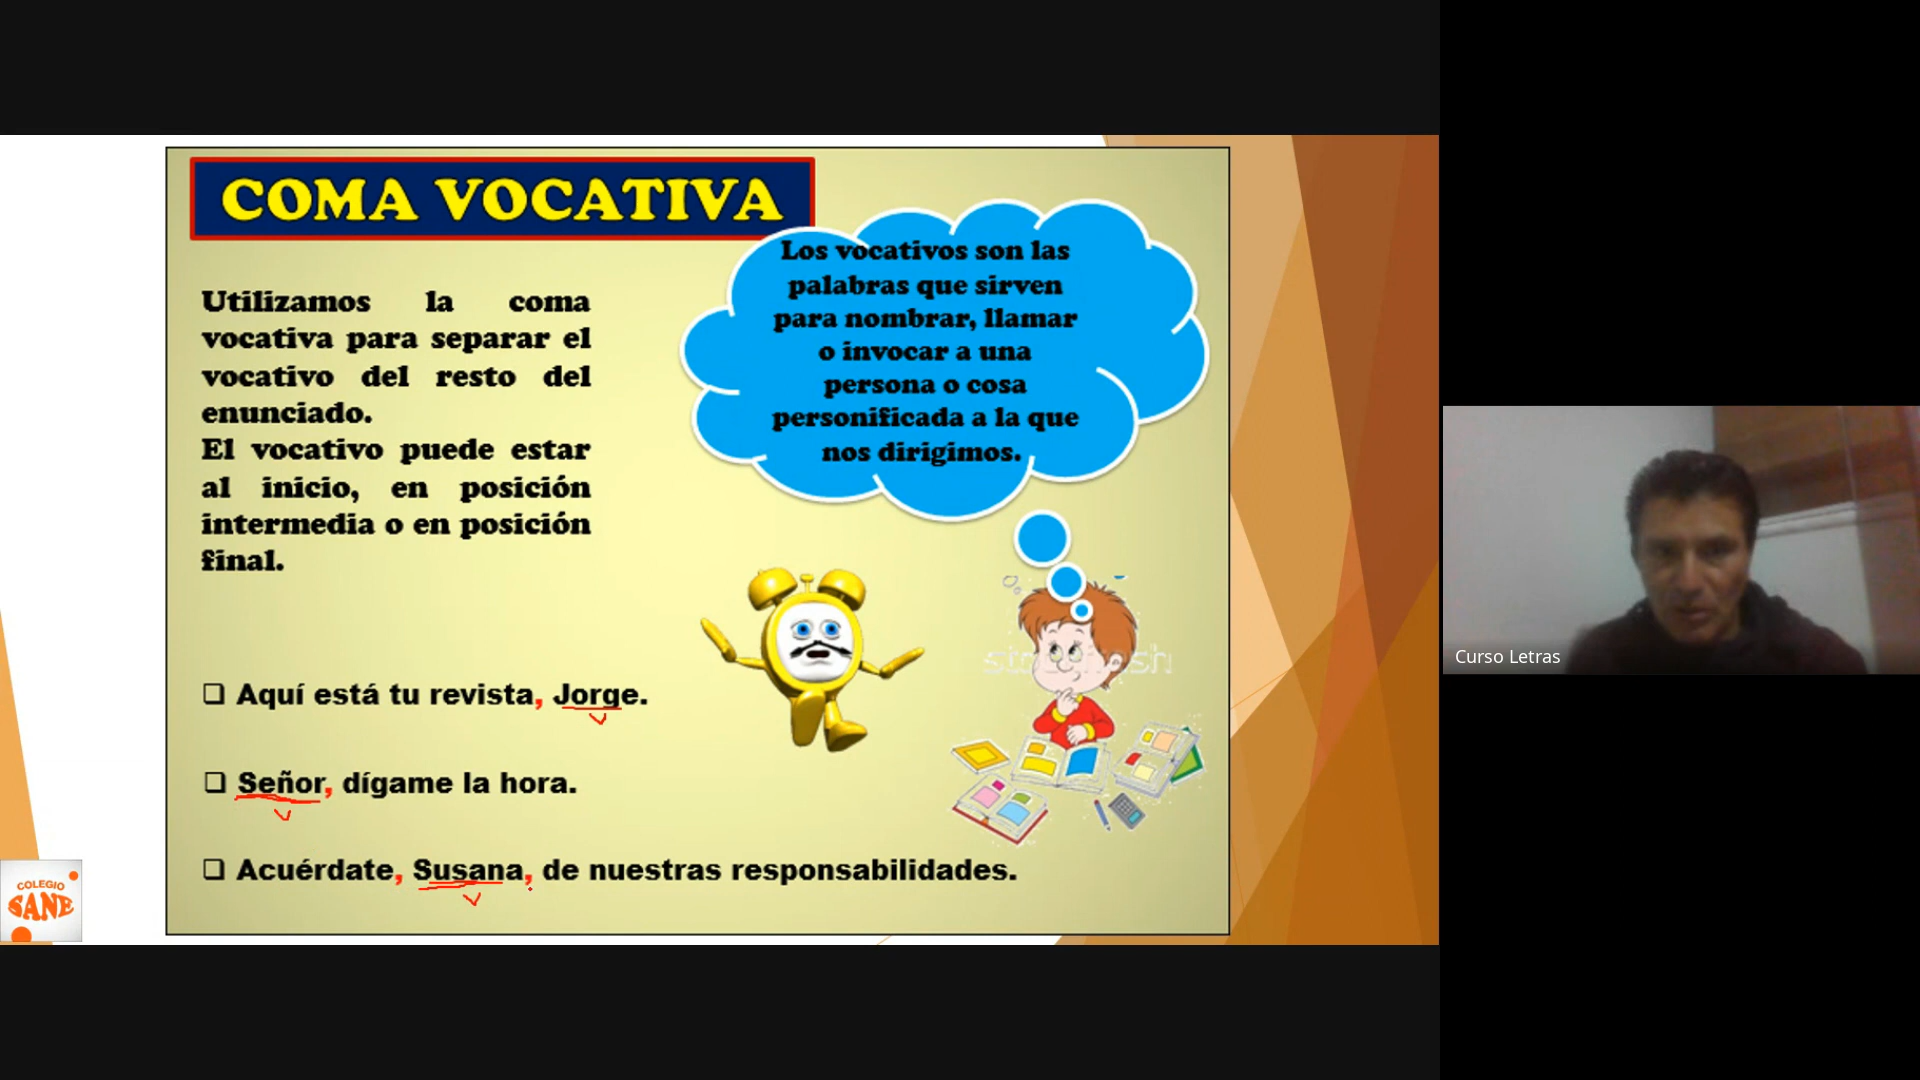 COMA VOCATIVA
Utilizamos la coma
vocativa para separar el
vocativo del resto del
enunciado.
El vocativo puede estar
al inicio, en posición
intermedia o en posición
final.
Los vocativos son las
palabras que sirven
para nombrar, llamar
o invocar a una
persona o cosa
personificada a la que
nos dirigimos.
Aquí está tu revista, Jorge.
Señor, dígame la hora.
Acuérdate, Susana, de nuestras responsabilidades.
COLEGIO
SANE
Curso Letras